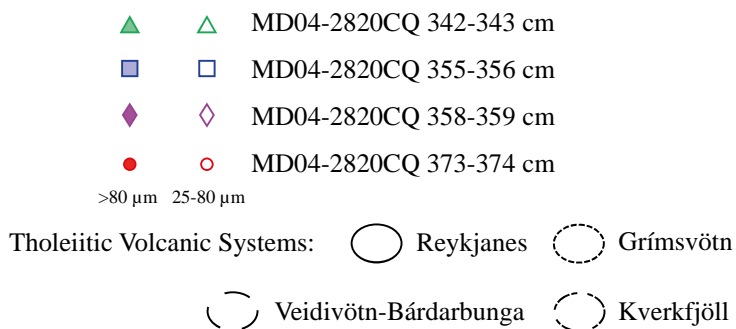 MD04-2820CQ 342-343 cm
MD04-2820CQ 355-356 cm
MD04-2820CQ 358-359 cm
MD04-2820CQ 373-374 cm
>80 µm 25-80 µm
Tholeiitic Volcanic Systems: Reykjanes Grímsvötn
Veidivötn-Bárdarbunga Kverkfjöll